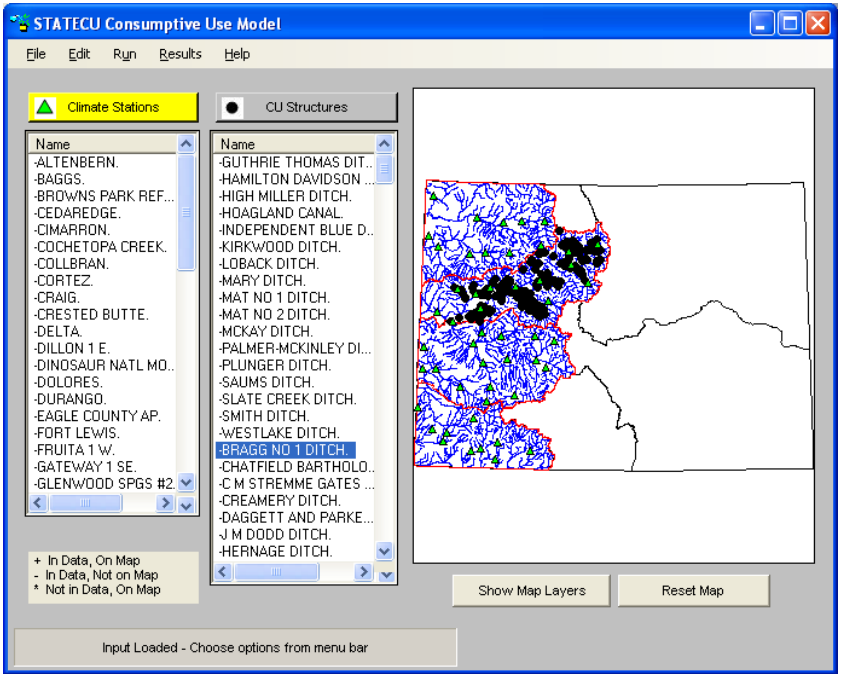 STATECU Consumptive Use Model
File Edit Run Results Help
Climate Stations
CU Structures
Name
-ALTENBERN.
-BAGGS.
-BROWNS PARK REF...
-CEDAREDGE.
-CIMARRON.
-COCHETOPA CREEK.
-COLLBRAN.
-CORTEZ.
-CRAIG.
-CRESTED BUTTE.
-DELTA.
-DILLON 1 E.
-DINOSAUR NATL MO..
-DOLORES.
-DURANGO.
-EAGLE COUNTY AP.
-FORT LEWIS.
-FRUITA 1 W.
-GATEWAY 1 SE.
-GLENWOOD SPGS #2.
Name
-GUTHRIE THOMAS DIT..
-HAMILTON DAVIDSON ...
-HIGH MILLER DITCH.
-HOAGLAND CANAL.
-INDEPENDENT BLUE D..
-KIRKWOOD DITCH.
-LOBACK DITCH.
-MARY DITCH.
-MAT NO 1 DITCH.
-MAT NO 2 DITCH.
-MCKAY DITCH.
-PALMER-MCKINLEY DI...
-PLUNGER DITCH.
-SAUMS DITCH.
-SLATE CREEK DITCH.
-SMITH DITCH.
-WESTLAKE DITCH.
-BRAGG NO 1 DITCH.
-CHATFIELD BARTHOLO..
-C M STREMME GATES ...
-CREAMERY DITCH.
-DAGGETT AND PARKE...
-J M DODD DITCH.
-HERNAGE DITCH.
+ In Data, On Map
- In Data, Not on Map
* Not in Data, On Map
Show Map Layers
Reset Map
Input Loaded - Choose options from menu bar